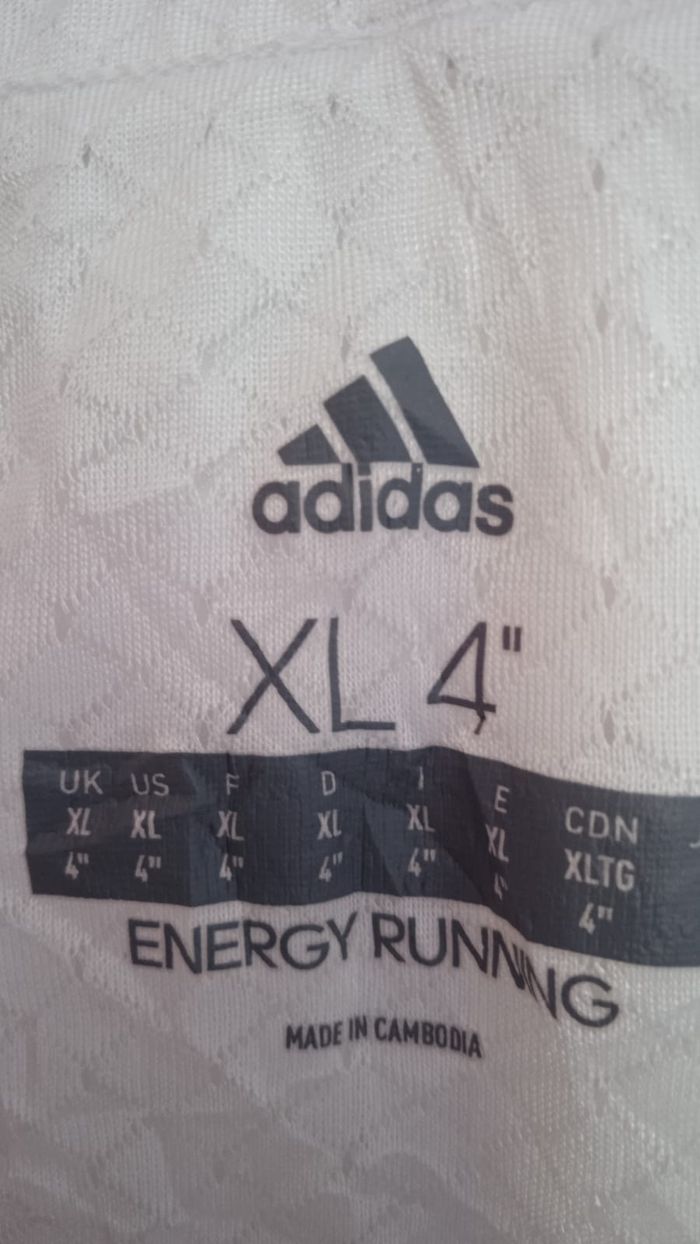 adidas
XL 4"
UK US F D I E CDN
XL XL XL XL XL XL XLTG
4" 4" 4" 4" 4" 4" 4"
ENERGY RUNNING
MADE IN CAMBODIA